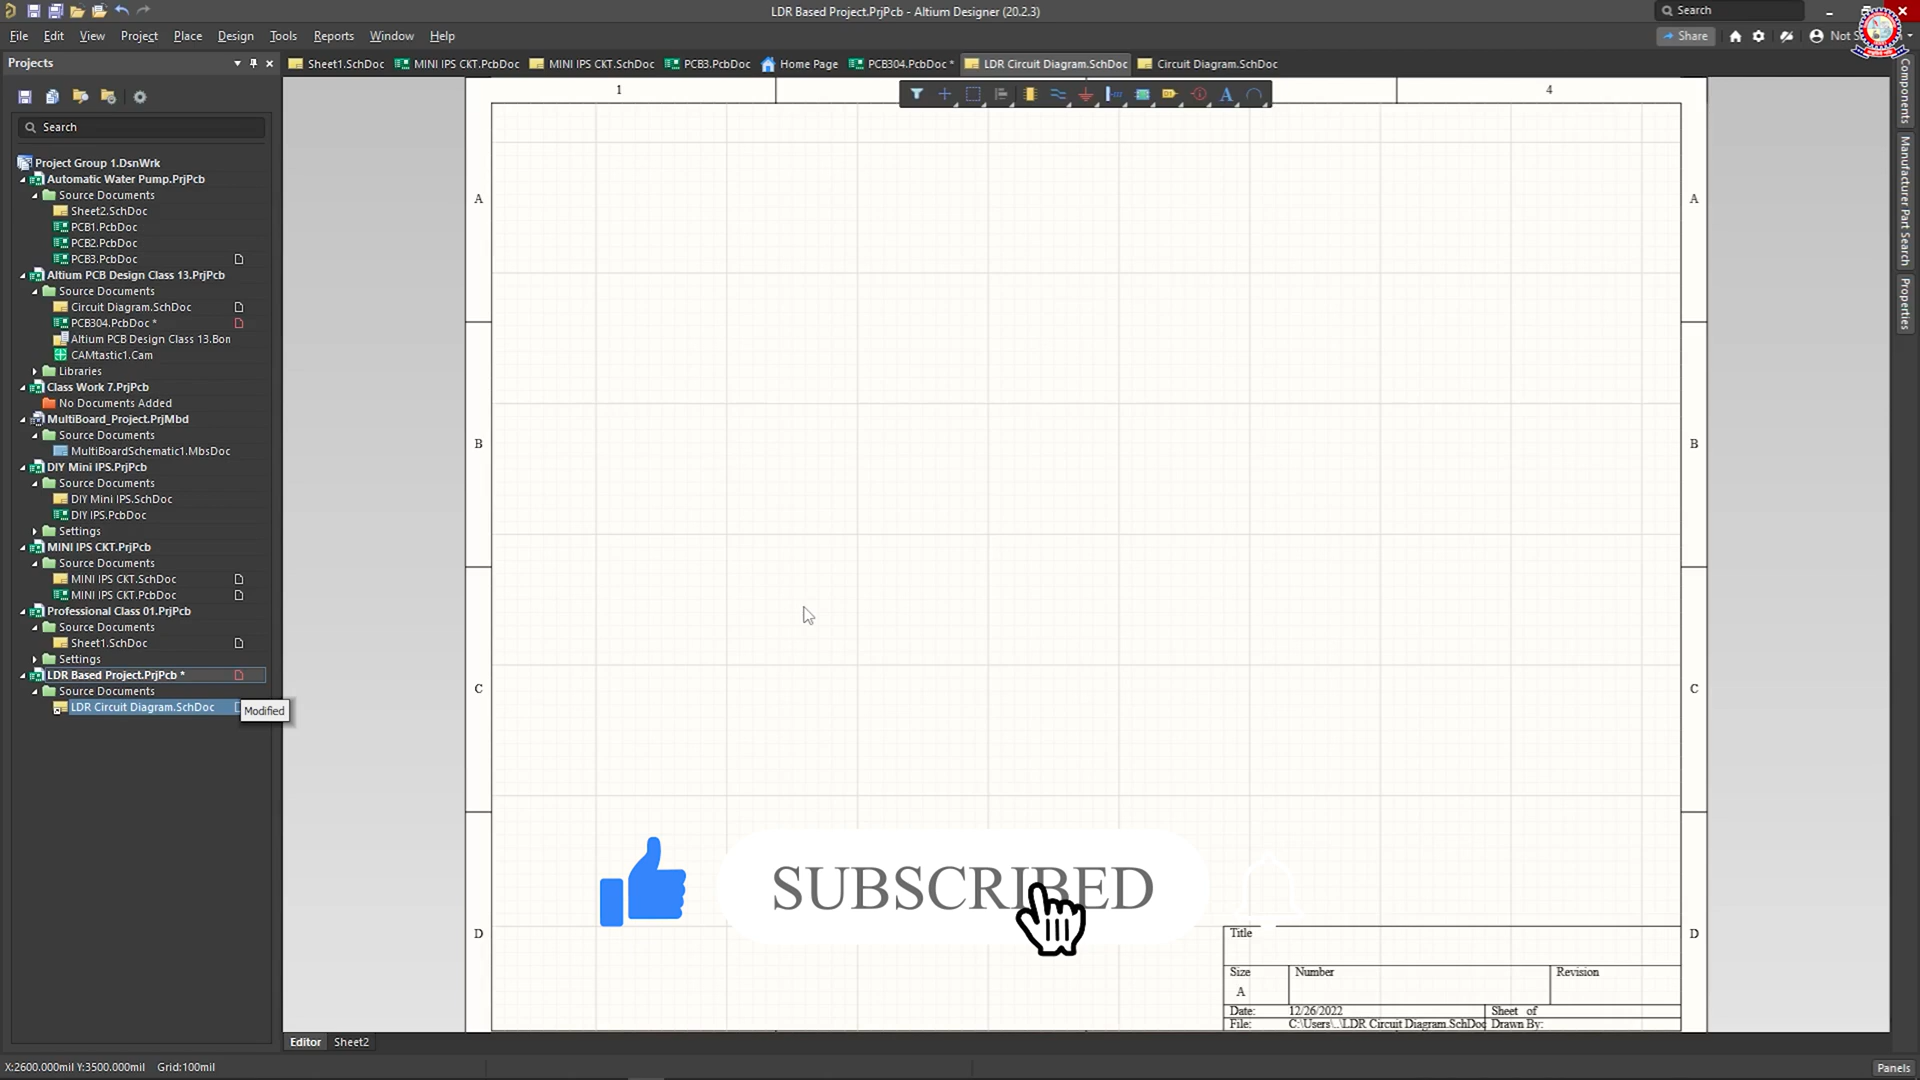 LDR Based Project.PrjPcb - Altium Designer (20.2.3)
Search
File Edit View Project Place Design Tools Reports Window Help
Share
Not S
Projects
Sheet1.SchDoc
MINI IPS CKT.PcbDoc
MINI IPS CKT.SchDoc
PCB3.PcbDoc
Home Page
PCB304.PcbDoc *
LDR Circuit Diagram.SchDoc
Circuit Diagram.SchDoc
Search
Project Group 1.DsnWrk
Automatic Water Pump.PrjPcb
Source Documents
Sheet2.SchDoc
PCB1.PcbDoc
PCB2.PcbDoc
PCB3.PcbDoc
Altium PCB Design Class 13.PrjPcb
Source Documents
Circuit Diagram.SchDoc
PCB304.PcbDoc *
Altium PCB Design Class 13.Bon
CAMtastic1.Cam
Libraries
Class Work 7.PrjPcb
No Documents Added
MultiBoard_Project.PrjMbd
Source Documents
MultiBoardSchematic1.MbsDoc
DIY Mini IPS.PrjPcb
Source Documents
DIY Mini IPS.SchDoc
DIY IPS.PcbDoc
Settings
MINI IPS CKT.PrjPcb
Source Documents
MINI IPS CKT.SchDoc
MINI IPS CKT.PcbDoc
Professional Class 01.PrjPcb
Source Documents
Sheet1.SchDoc
Settings
LDR Based Project.PrjPcb *
Source Documents
LDR Circuit Diagram.SchDoc
Modified
1
4
A
A
B
B
C
C
D
D
SUBSCRIBED
Title
Size
Number
Revision
A
Date: 12/26/2022 Sheet of
File: C:\Users\..\LDR Circuit Diagram.SchDoc Drawn By:
Components
Manufacturer Part Search
Properties
Editor Sheet2
X:2600.000mil Y:3500.000mil Grid:100mil
Panels